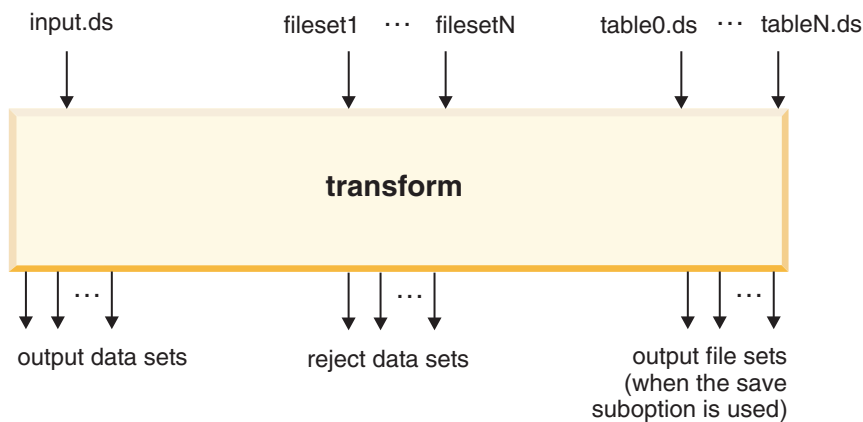 input.ds fileset1 ... filesetN table0.ds ... tableN.ds
transform
... ... ...
output data sets reject data sets output file sets
(when the save
suboption is used)